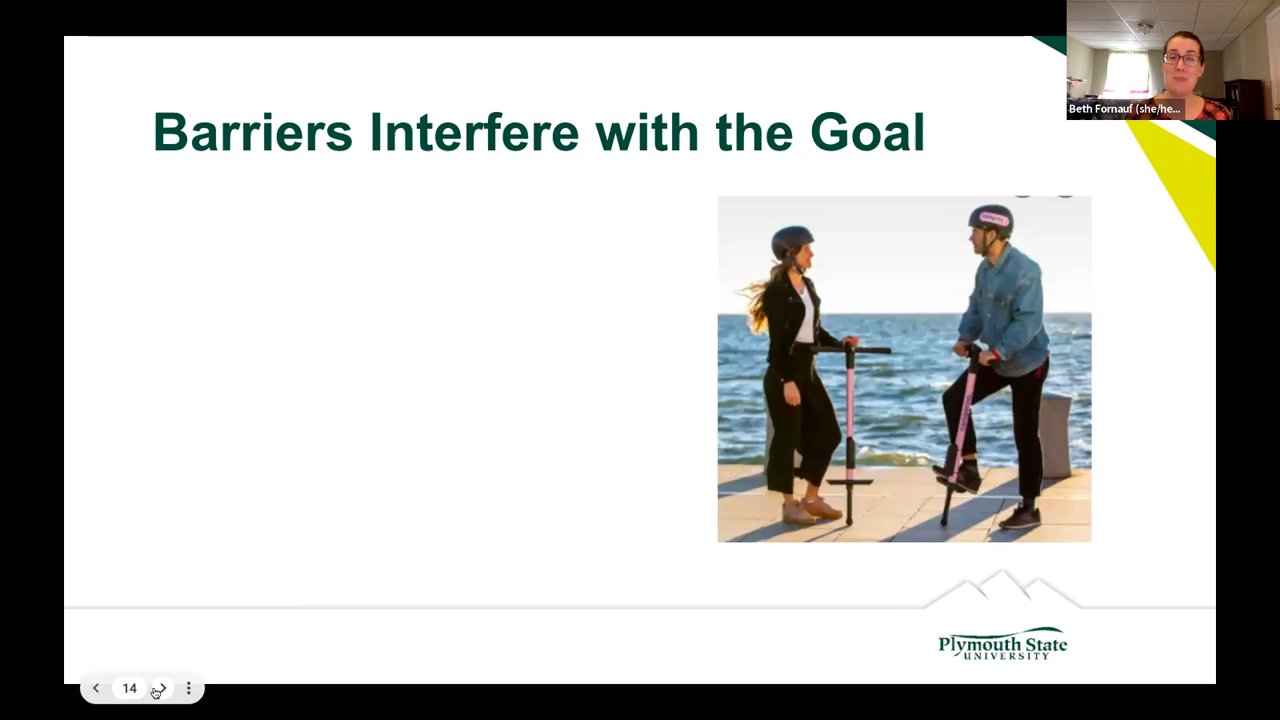 Beth Fornauf (she/he...
Barriers Interfere with the Goal
Plymouth State
UNIVERSITY
14